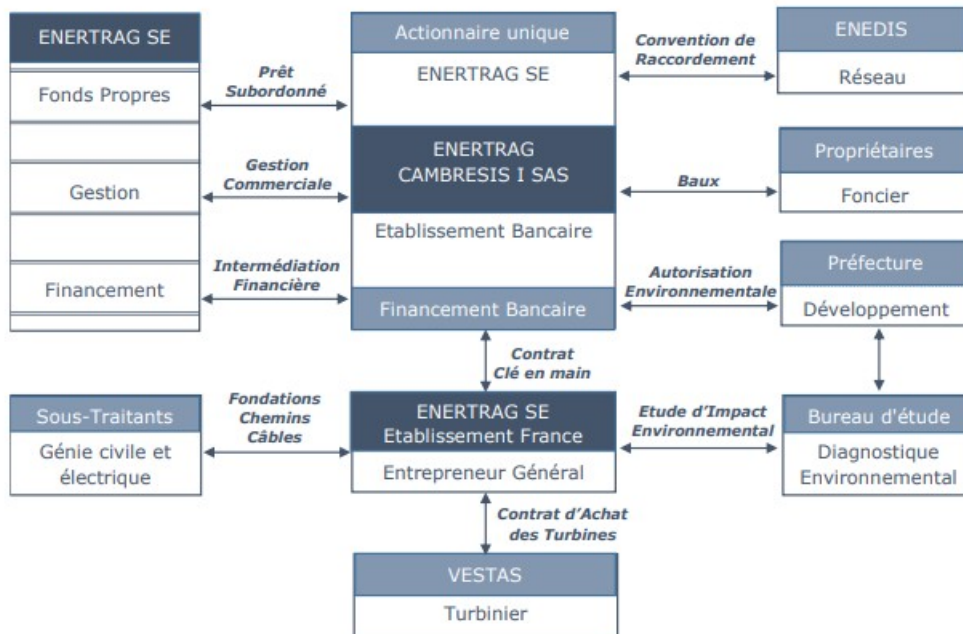 ENERTRAG SE
Fonds Propres
Gestion
Financement
Prêt
Subordonné
Gestion
Commerciale
Intermédiation
Financière
Actionnaire unique
ENERTRAG SE
ENERTRAG
CAMBRESIS I SAS
Etablissement Bancaire
Financement Bancaire
Convention de
Raccordement
Baux
Autorisation
Environnementale
ENEDIS
Réseau
Propriétaires
Foncier
Préfecture
Développement
Contrat
Clé en main
Sous-Traitants
Génie civile et
électrique
Fondations
Chemins
Câbles
ENERTRAG SE
Etablissement France
Entrepreneur Général
Etude d'Impact
Environnemental
Bureau d'étude
Diagnostique
Environnemental
Contrat d'Achat
des Turbines
VESTAS
Turbinier